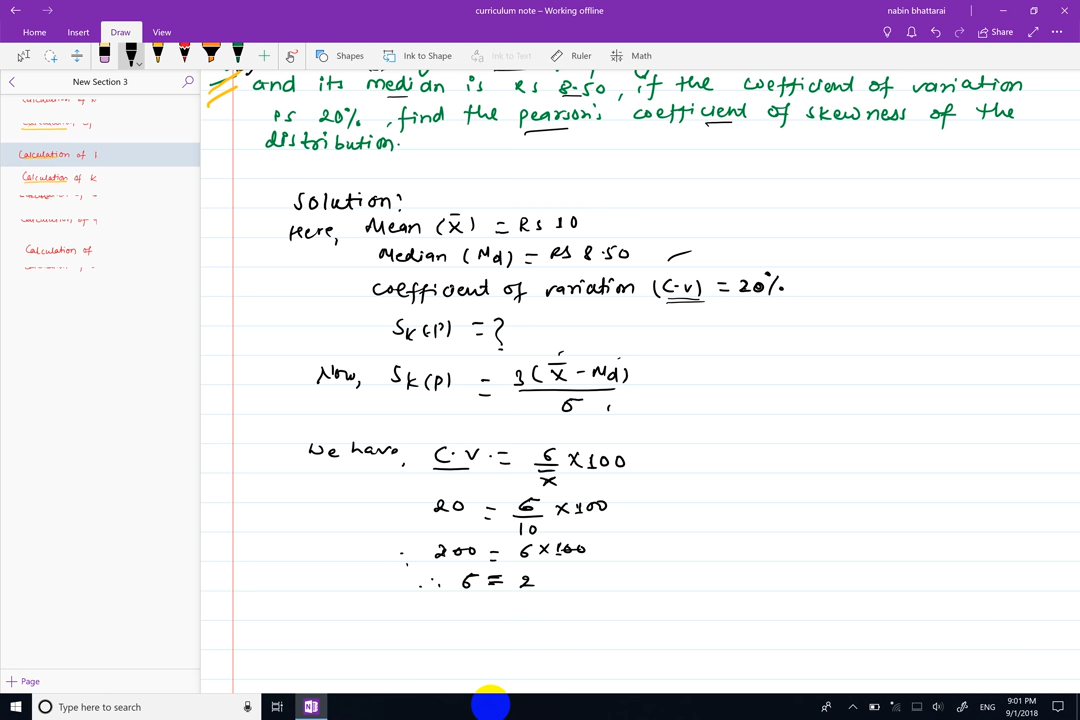 curriculum note – Working offline
nabin bhattarai
Home Insert Draw View
Share
Shapes Ink to Shape Ink to Text Ruler Math
New Section 3
Calculation of
Calculation of
Calculation of
Calculation of
Calculation of
and its median is Rs 8.50, if the coefficient of variation
is 20%, find the pearson's coefficient of skewness of the
distribution.
Solution:
Here, Mean (X̅) = Rs 10
Median (Md) = Rs 8.50
coefficient of variation (C.V) = 20%
Sk(P) = ?
Now, Sk(P) = 3(X̅ - Md)
σ
We have, C.V. = σ/X̅ × 100
20 = σ/10 × 100
∴ 200 = σ × 100
∴ σ = 2
Page
Type here to search
ENG 9:01 PM
9/1/2018